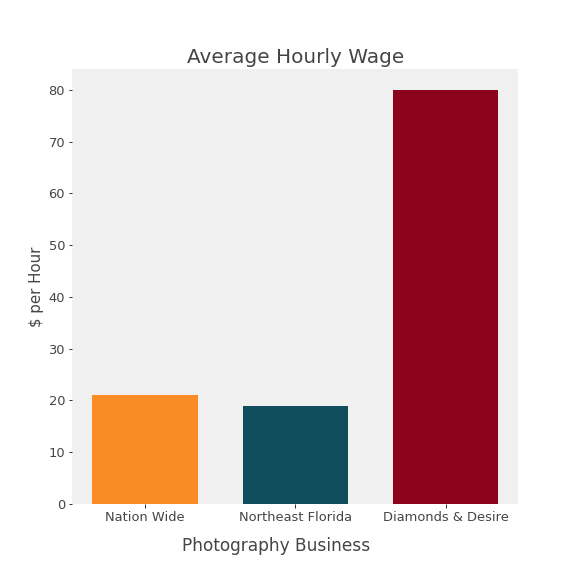 Average Hourly Wage
$ per Hour
80
70
60
50
40
30
20
10
0
Nation Wide
Northeast Florida
Diamonds & Desire
Photography Business